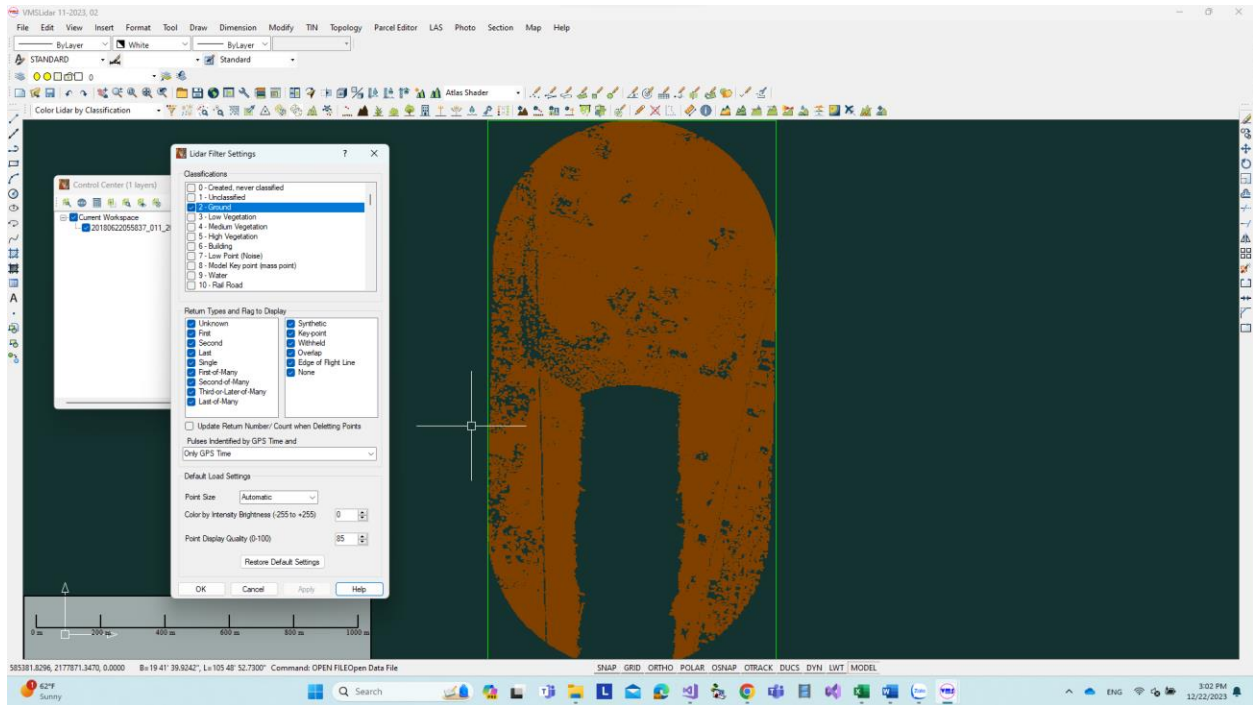 VMSLidar 11-2023, 02
File Edit View Insert Format Tool Draw Dimension Modify TIN Topology Parcel Editor LAS Photo Section Map Help
ByLayer White ByLayer
STANDARD Standard
0
Atlas Shader
Color Lidar by Classification
Lidar Filter Settings ? X
Classifications
0 - Created, never classified
1 - Unclassified
2 - Ground
3 - Low Vegetation
4 - Medium Vegetation
5 - High Vegetation
6 - Building
7 - Low Point (Noise)
8 - Model Key point (mass point)
9 - Water
10 - Rail Road
Control Center (1 layers)
Current Workspace
20180622055837_011_2
Return Types and Flag to Display
Unknown
First
Second
Last
Single
First-of-Many
Second-of-Many
Third-or-Later-of-Many
Last-of-Many
Synthetic
Key-point
Withheld
Overlap
Edge of Flight Line
None
Update Return Number/ Count when Deletting Points
Pulses Indentified by GPS Time and
Only GPS Time
Default Load Settings
Point Size Automatic
Color by Intensity Brightness (-255 to +255) 0
Point Display Quality (0-100) 85
Restore Default Settings
OK Cancel Apply Help
0 m 200 m 400 m 600 m 800 m 1000 m
585381.8296, 2177871.3470, 0.0000 B= 19 41' 39.9242", L= 105 48' 52.7300" Command: OPEN FILEOpen Data File SNAP GRID ORTHO POLAR OSNAP OTRACK DUCS DYN LWT MODEL
62°F
Sunny
Search
ENG
3:02 PM
12/22/2023